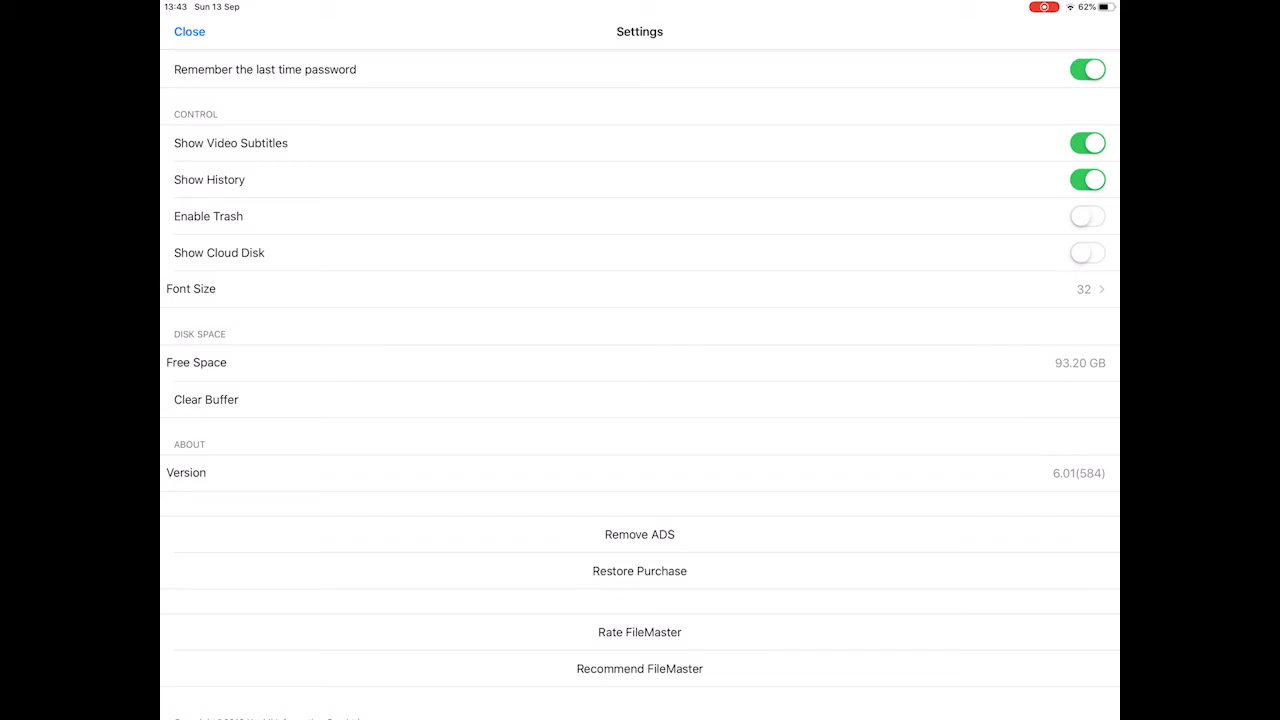 13:43 Sun 13 Sep 62%
Close Settings
Remember the last time password
CONTROL
Show Video Subtitles
Show History
Enable Trash
Show Cloud Disk
Font Size 32
DISK SPACE
Free Space 93.20 GB
Clear Buffer
ABOUT
Version 6.01(584)
Remove ADS
Restore Purchase
Rate FileMaster
Recommend FileMaster